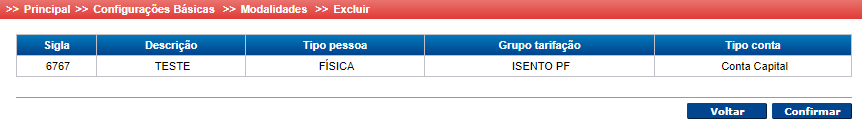 >> Principal >> Configurações Básicas >> Modalidades >> Excluir
Sigla Descrição Tipo pessoa Grupo tarifação Tipo conta
6767 TESTE FÍSICA ISENTO PF Conta Capital
Voltar Confirmar